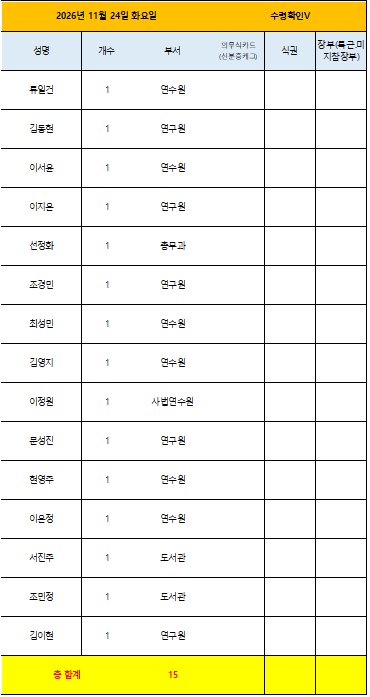 2026년 11월 24일 화요일 수령확인V
성명 개수 부서 의무식카드 (신분증케그) 식권 장부(특근,미지참장부)
류일건 1 연수원
김동현 1 연구원
이서윤 1 연수원
이지은 1 연구원
선정화 1 총무과
조경민 1 연구원
최성민 1 연수원
김영지 1 연수원
이정원 1 사법연수원
문성진 1 연구원
현영주 1 연수원
이윤정 1 연수원
서진주 1 도서관
조민정 1 도서관
김이현 1 연구원
총 합계 15